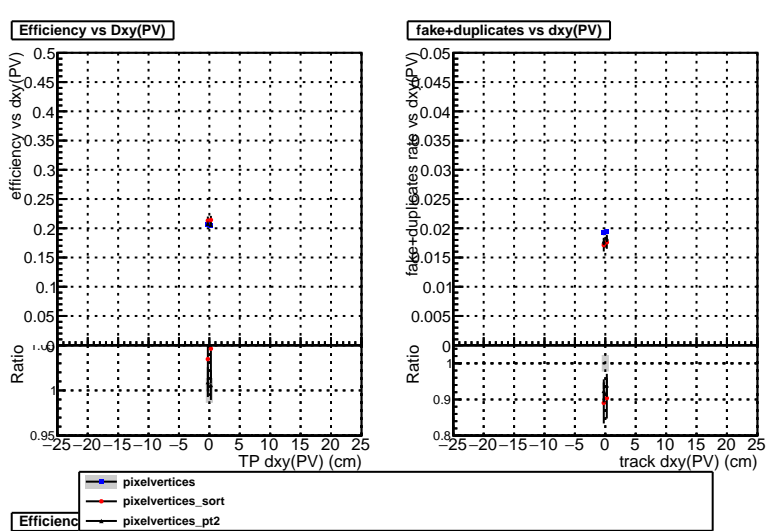 Efficiency vs Dxy(PV)
efficiency vs dxy(PV)
0.5
0.45
0.4
0.35
0.3
0.25
0.2
0.15
0.1
0.05
Ratio
1
0.95
−25 −20 −15 −10 −5 0 5 10 15 20 25
TP dxy(PV) (cm)
fake+duplicates vs dxy(PV)
fake+duplicates rate vs dxy(PV)
0.05
0.045
0.04
0.035
0.03
0.025
0.02
0.015
0.01
0.005
0
Ratio
1
0.9
0.8
−25 −20 −15 −10 −5 0 5 10 15 20 25
track dxy(PV) (cm)
pixelvertices
pixelvertices_sort
pixelvertices_pt2
Efficienc